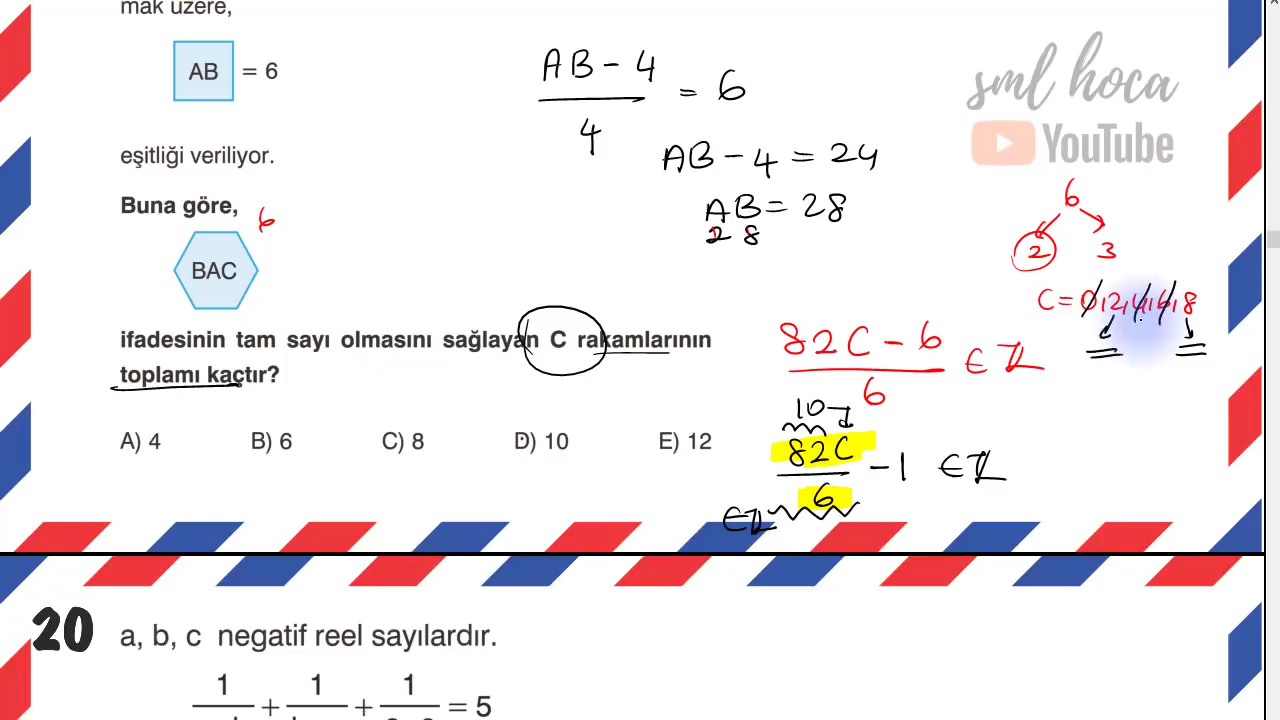 mak üzere,
AB = 6
eşitliği veriliyor.
Buna göre,
6
BAC
ifadesinin tam sayı olmasını sağlayan C rakamlarının
toplamı kaçtır?
A) 4 B) 6 C) 8 D) 10 E) 12
AB - 4
4
= 6
AB - 4 = 24
AB = 28
2 8
sml hoca
YouTube
6
2 3
C = 0, 2, 4, 6, 8
82C - 6
6
∈ Z
10
82C
6
- 1 ∈ Z
∈ Z
20 a, b, c negatif reel sayılardır.
1 + 1 + 1 = 5